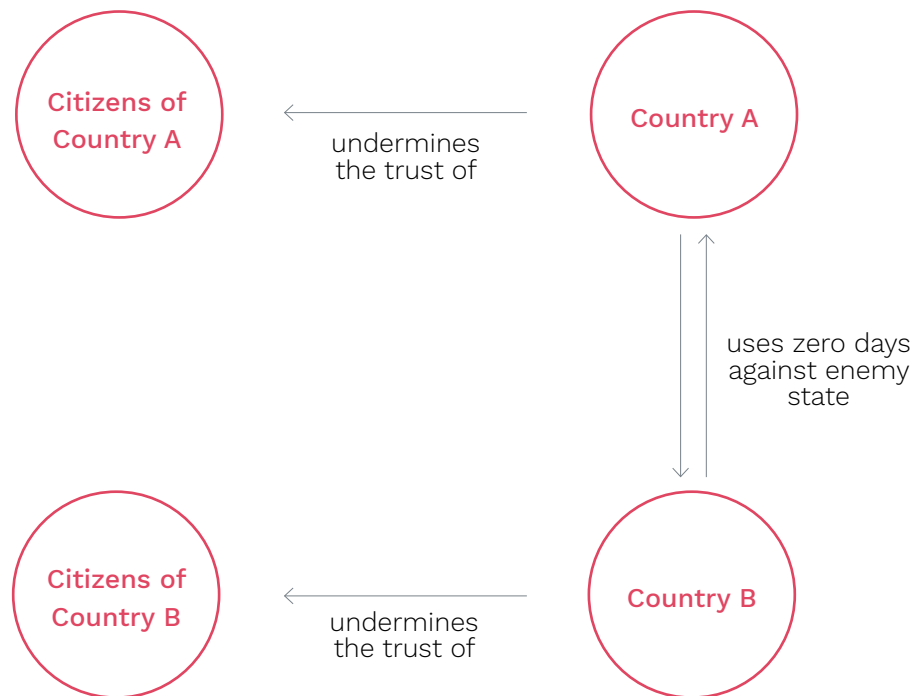 Citizens of
Country A
undermines
the trust of
Country A
uses zero days
against enemy
state
Citizens of
Country B
undermines
the trust of
Country B